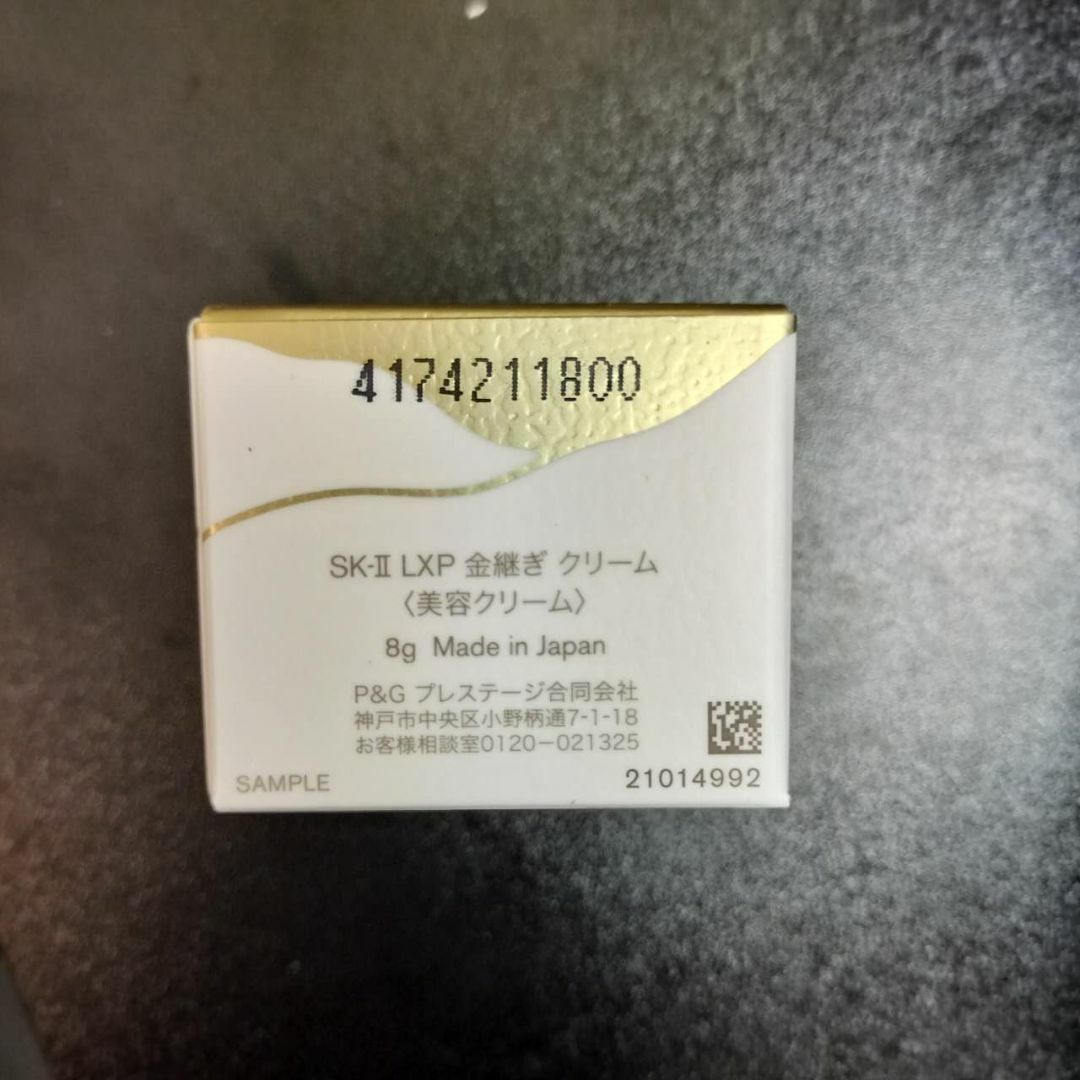 4174211800
SK-Ⅱ LXP 金継ぎ クリーム
〈美容クリーム〉
8g Made in Japan
P&G プレステージ合同会社
神戸市中央区小野柄通7-1-18
お客様相談室0120-021325
SAMPLE
21014992